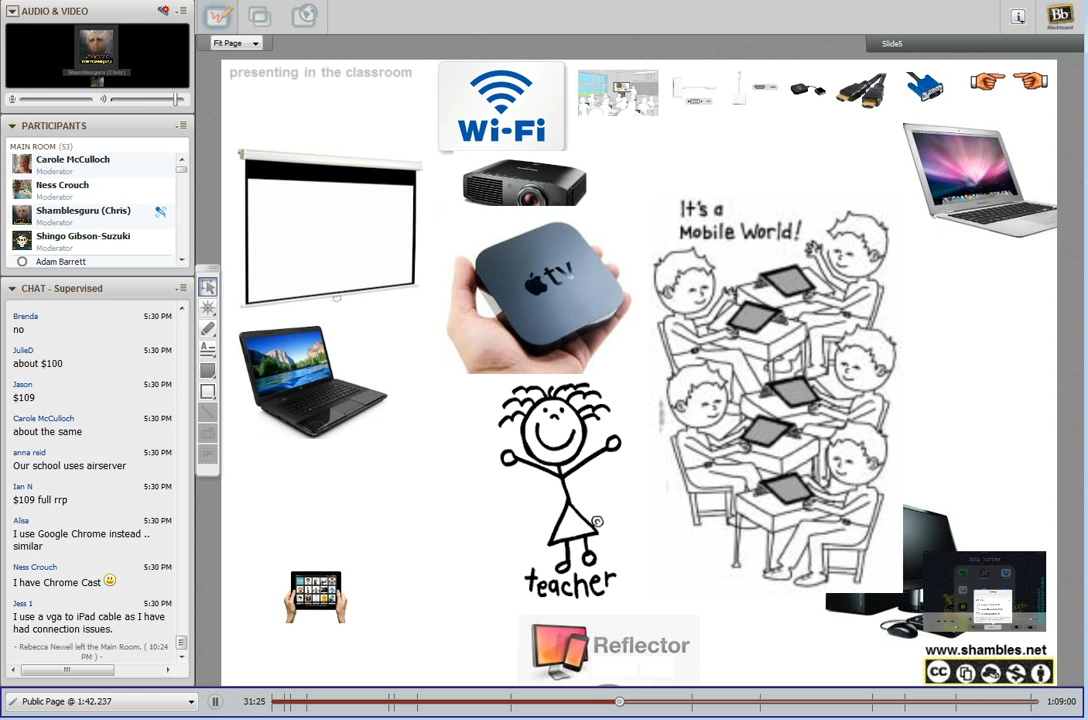 AUDIO & VIDEO
Shamblesguru (Chris)
PARTICIPANTS
MAIN ROOM (53)
Carole McCulloch
Moderator
Ness Crouch
Moderator
Shamblesguru (Chris)
Moderator
Shingo Gibson-Suzuki
Moderator
Adam Barrett
CHAT - Supervised
Brenda 5:30 PM
no
JulieD 5:30 PM
about $100
Jason 5:30 PM
$109
Carole McCulloch 5:30 PM
about the same
anna reid 5:30 PM
Our school uses airserver
Ian N 5:30 PM
$109 full rrp
Alisa 5:30 PM
I use Google Chrome instead ..
similar
Ness Crouch 5:30 PM
I have Chrome Cast
Jess 1 5:30 PM
I use a vga to iPad cable as I have
had connection issues.
- Rebecca Newell left the Main Room. ( 10:24
PM ) -
Fit Page
Slide5
Bb
Blackboard
presenting in the classroom
Wi-Fi
tv
It's a
Mobile World!
teacher
Reflector
www.shambles.net
cc
Public Page @ 1:42.237
31:25
1:09:00